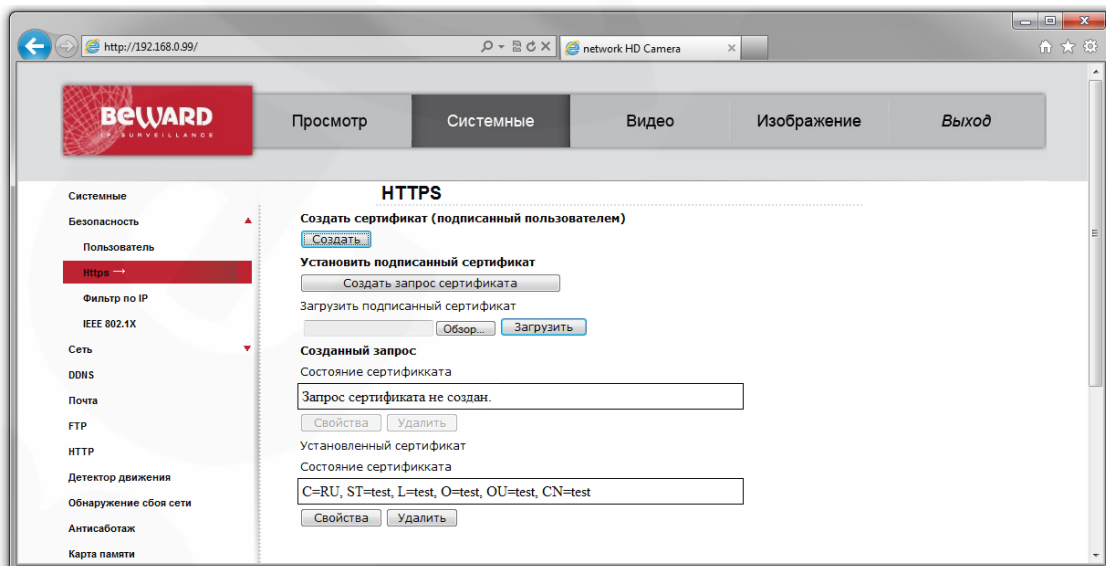 http://192.168.0.99/
network HD Camera
BEWARD
IP SURVEILLANCE
Просмотр
Системные
Видео
Изображение
Выход
Системные
Безопасность
Пользователь
Https →
Фильтр по IP
IEEE 802.1X
Сеть
DDNS
Почта
FTP
HTTP
Детектор движения
Обнаружение сбоя сети
Антисаботаж
Карта памяти
HTTPS
Создать сертификат (подписанный пользователем)
Создать
Установить подписанный сертификат
Создать запрос сертификата
Загрузить подписанный сертификат
Обзор... Загрузить
Созданный запрос
Состояние сертификката
Запрос сертификата не создан.
Свойства Удалить
Установленный сертификат
Состояние сертификката
C=RU, ST=test, L=test, O=test, OU=test, CN=test
Свойства Удалить